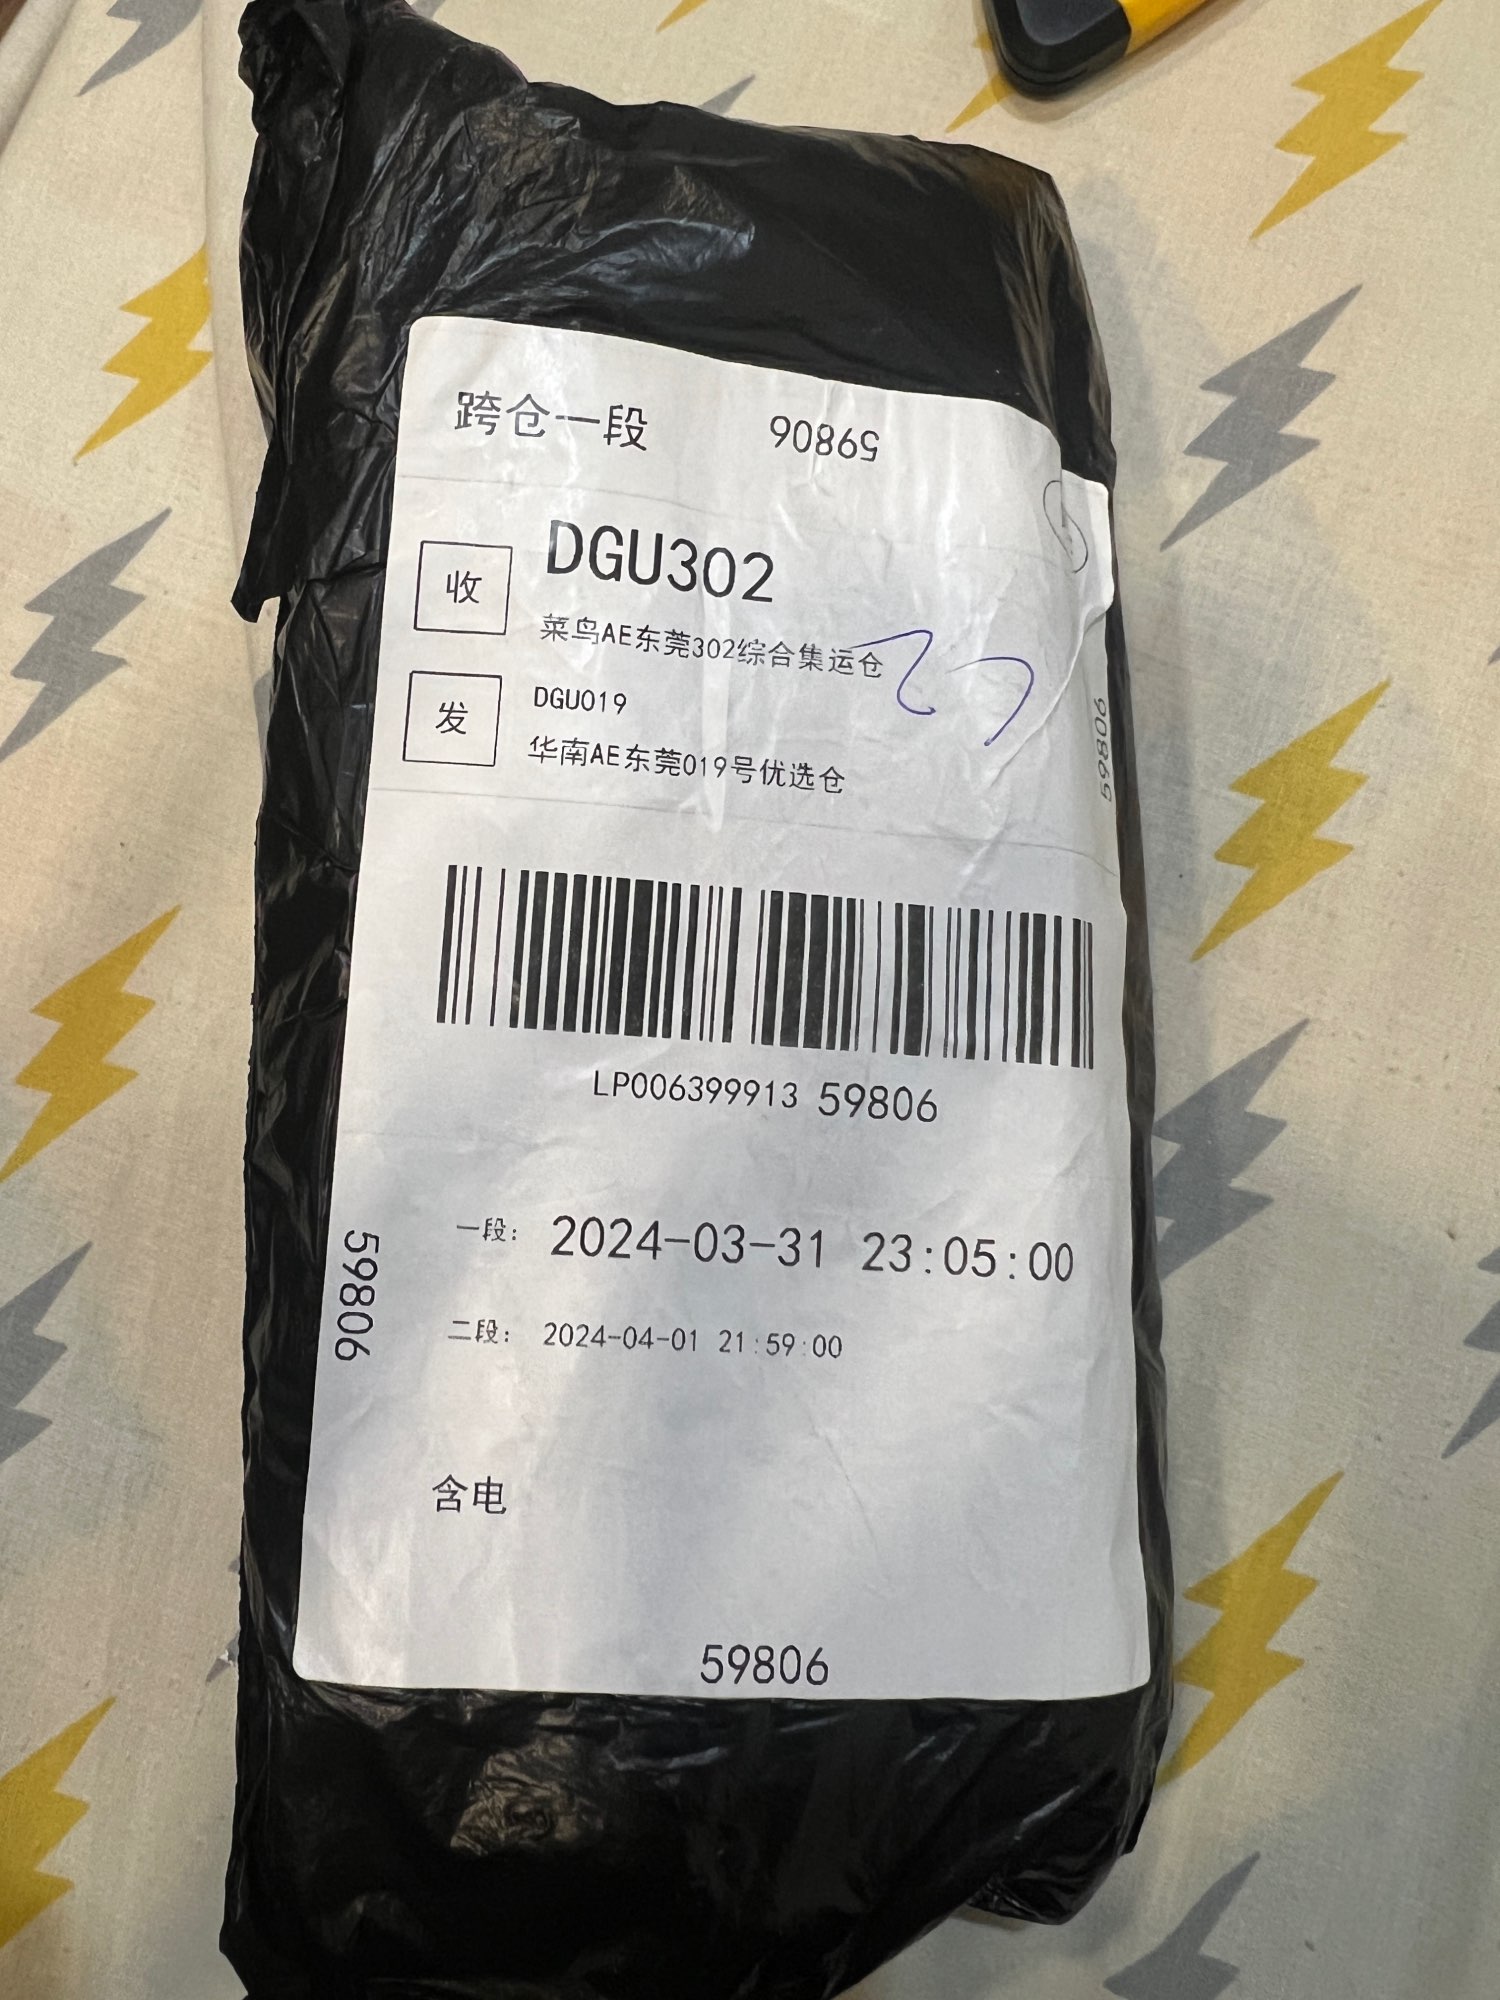 跨仓一段 59806
收 DGU302
菜鸟AE东莞302综合集运仓
发 DGU019
华南AE东莞019号优选仓
59806
LP006399913 59806
一段: 2024-03-31 23:05:00
二段: 2024-04-01 21:59:00
59806
含电
59806